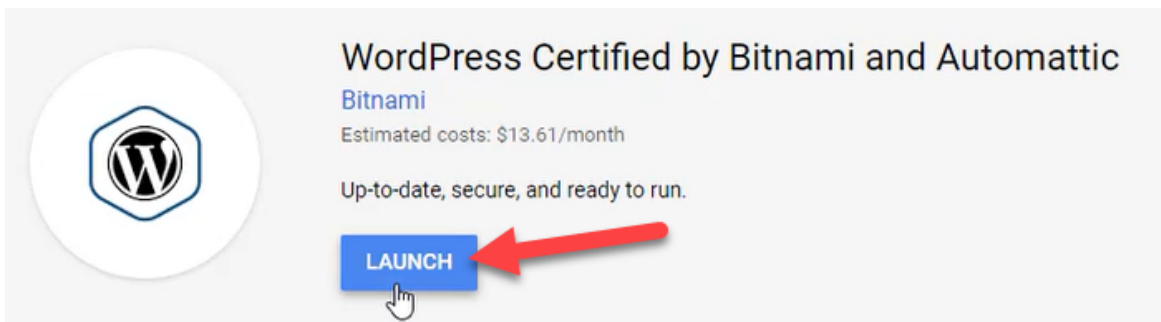 WordPress Certified by Bitnami and Automattic
Bitnami
Estimated costs: $13.61/month
Up-to-date, secure, and ready to run.
LAUNCH